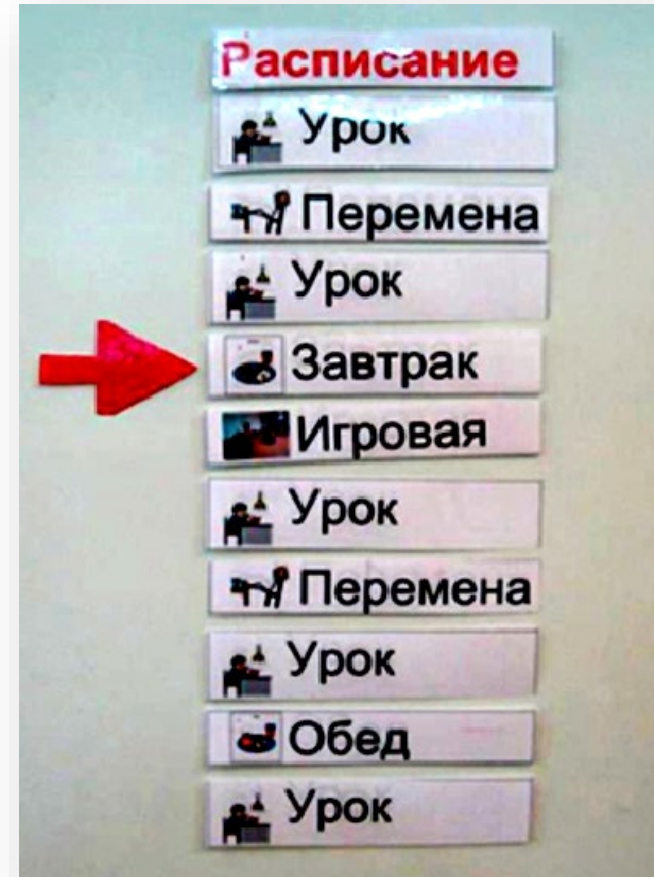 Расписание
Урок
Перемена
Урок
Завтрак
Игровая
Урок
Перемена
Урок
Обед
Урок